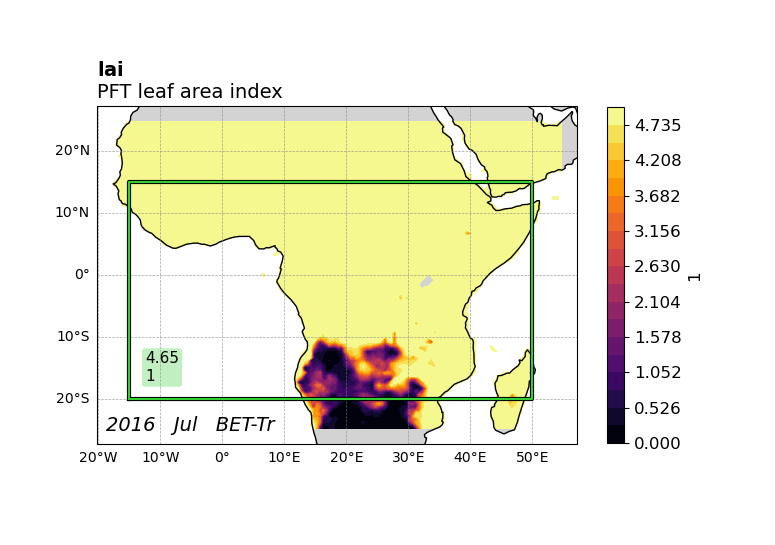 lai
PFT leaf area index
20°N
10°N
0°
10°S
20°S
20°W
10°W
0°
10°E
20°E
30°E
40°E
50°E
4.65
1
2016 Jul BET-Tr
4.735
4.208
3.682
3.156
2.630
2.104
1.578
1.052
0.526
0.000
1